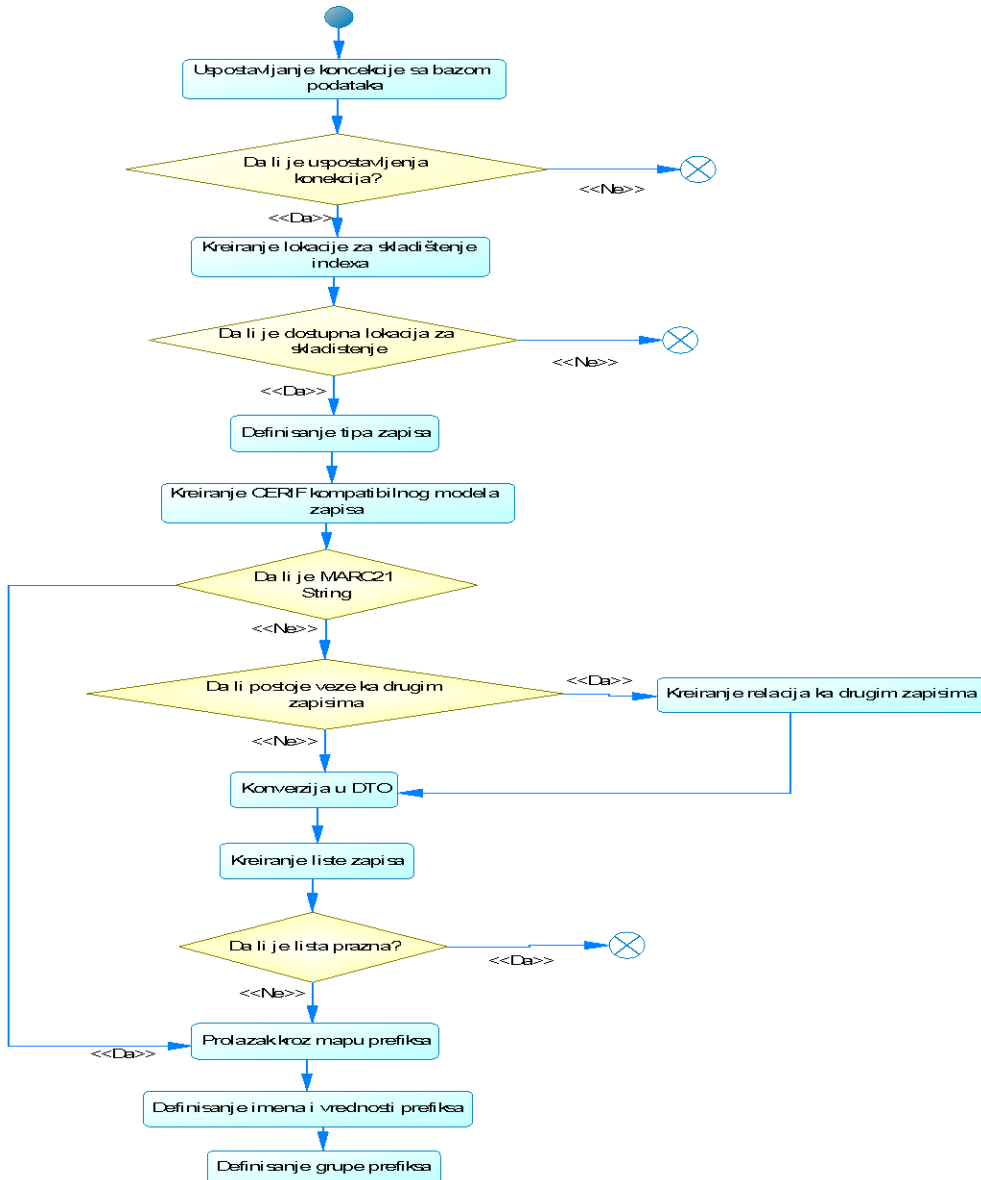 Uspostavljanje koncekcije sa bazom
podataka
Da li je uspostavljenja
konekcija?
<<Ne>>
<<Da>>
Kreiranje lokacije za skladištenje
indexa
Da li je dostupna lokacija za
skladistenje
<<Ne>>
<<Da>>
Definisanje tipa zapisa
Kreiranje CERIF kompatibilnog modela
zapisa
Da li je MARC21
String
<<Ne>>
Da li postoje veze ka drugim
zapisima
<<Da>>
Kreiranje relacija ka drugim zapisima
<<Ne>>
Konverzija u DTO
Kreiranje liste zapisa
Da li je lista prazna?
<<Da>>
<<Ne>>
Prolazak kroz mapu prefiksa
<<Da>>
Definisanje imena i vrednosti prefiksa
Definisanje grupe prefiksa